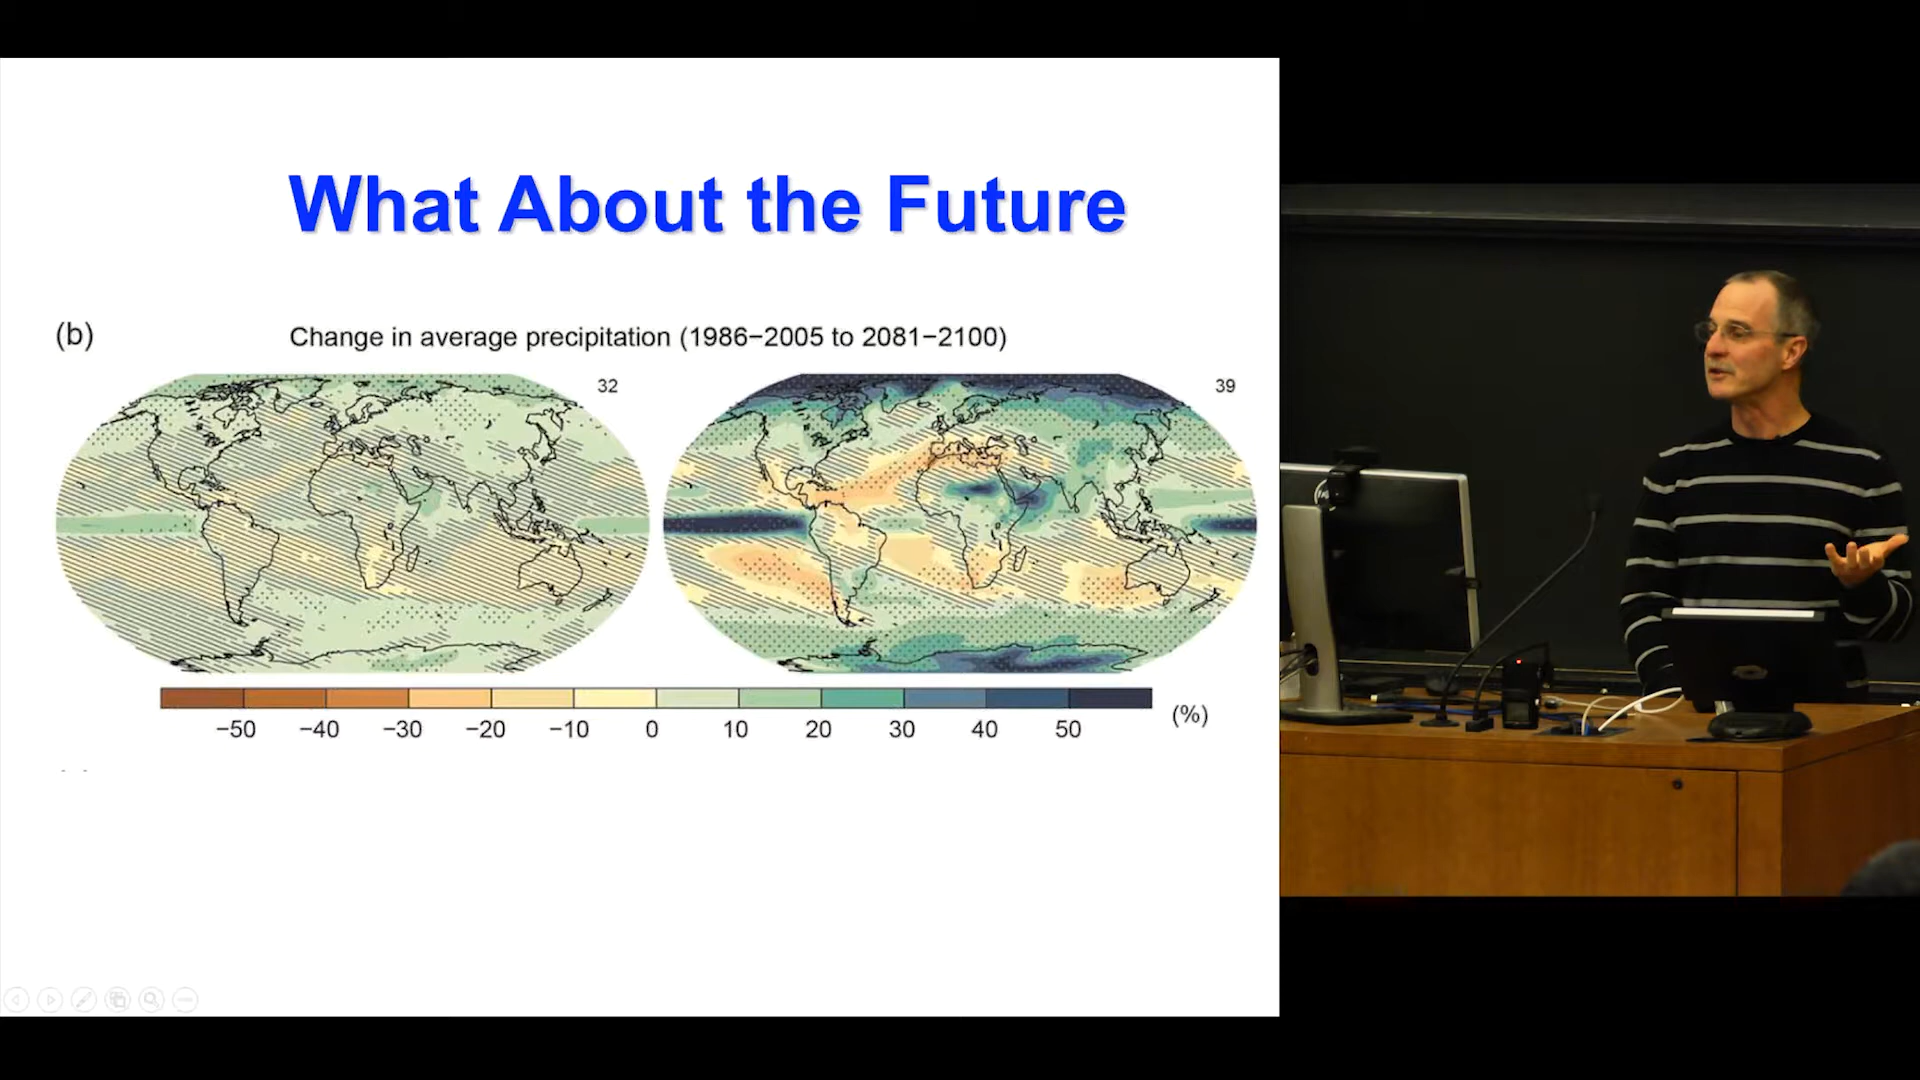 What About the Future
(b)
Change in average precipitation (1986−2005 to 2081−2100)
32
39
−50 −40 −30 −20 −10 0 10 20 30 40 50
(%)